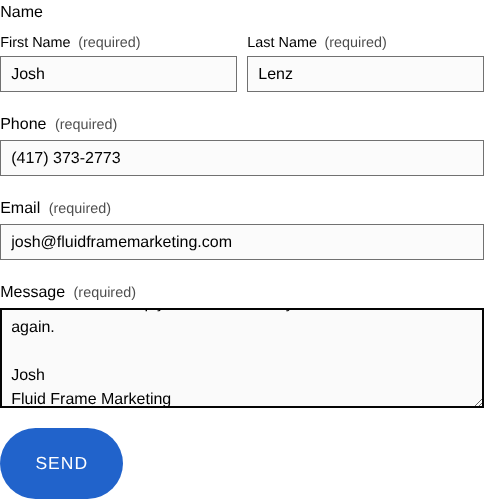 Name
First Name (required)
Last Name (required)
Josh
Lenz
Phone (required)
(417) 373-2773
Email (required)
josh@fluidframemarketing.com
Message (required)
again.
Josh
Fluid Frame Marketing
SEND